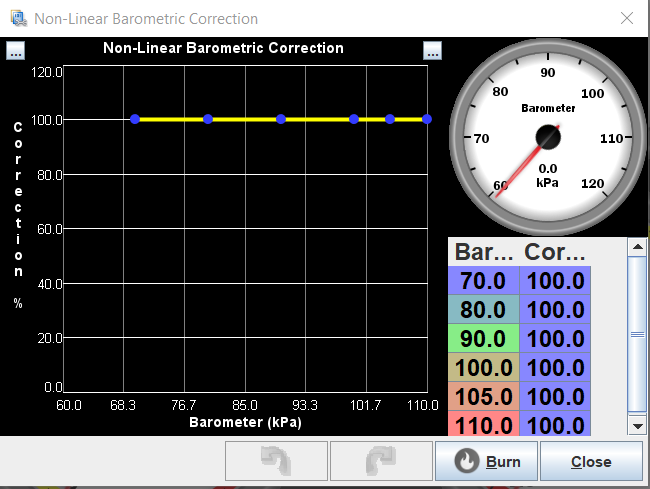 Non-Linear Barometric Correction
...
Non-Linear Barometric Correction
...
Correction %
120.0
100.0
80.0
60.0
40.0
20.0
0.0
60.0 68.3 76.7 85.0 93.3 101.7 110.0
Barometer (kPa)
90
80 100
Barometer
70 110
0.0
kPa
60 120
Bar... Cor...
70.0 100.0
80.0 100.0
90.0 100.0
100.0 100.0
105.0 100.0
110.0 100.0
Burn
Close